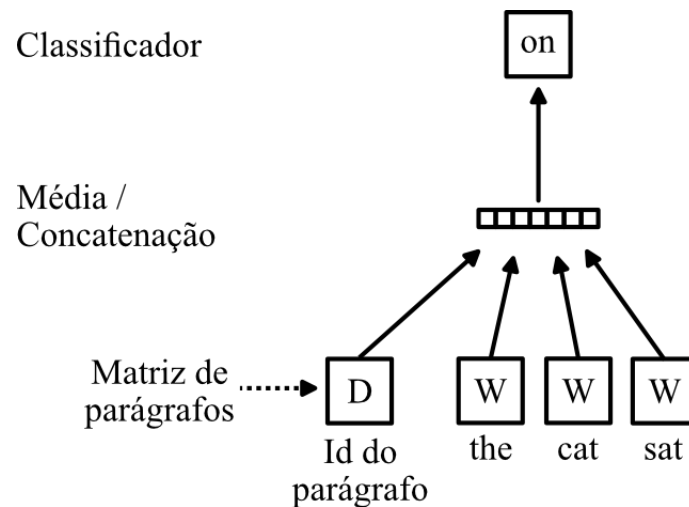 Classificador
on
Média /
Concatenação
Matriz de
parágrafos
D
W
W
W
Id do
parágrafo
the
cat
sat